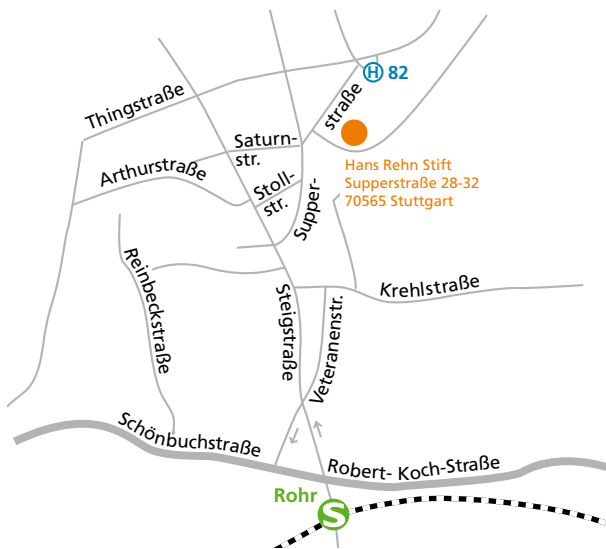 H 82
Thingstraße
straße
Saturn-
str.
Arthurstraße
Stoll-
str.
Hans Rehn Stift
Supperstraße 28-32
70565 Stuttgart
Supper-
Reinbeckstraße
Steigstraße
Krehlstraße
Veteranenstr.
Schönbuchstraße
Robert- Koch-Straße
Rohr
S